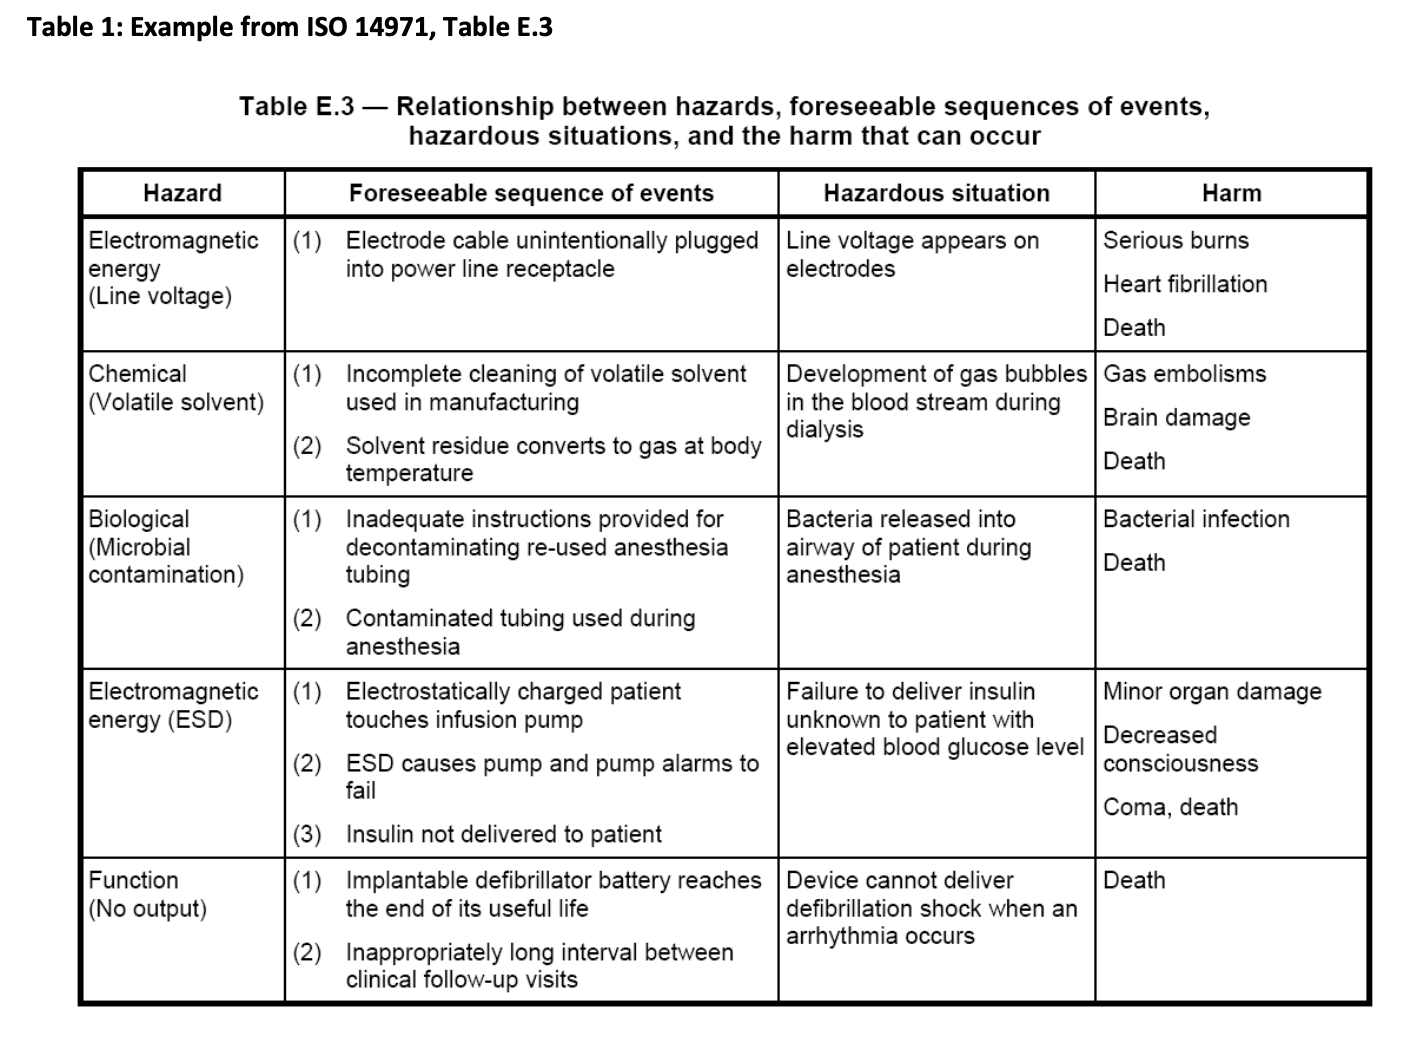 Table 1: Example from ISO 14971, Table E.3
Table E.3 — Relationship between hazards, foreseeable sequences of events,
hazardous situations, and the harm that can occur
Hazard
Foreseeable sequence of events
Hazardous situation
Harm
Electromagnetic
energy
(Line voltage)
(1) Electrode cable unintentionally plugged
into power line receptacle
Line voltage appears on
electrodes
Serious burns
Heart fibrillation
Death
Chemical
(Volatile solvent)
(1) Incomplete cleaning of volatile solvent
used in manufacturing
(2) Solvent residue converts to gas at body
temperature
Development of gas bubbles
in the blood stream during
dialysis
Gas embolisms
Brain damage
Death
Biological
(Microbial
contamination)
(1) Inadequate instructions provided for
decontaminating re-used anesthesia
tubing
(2) Contaminated tubing used during
anesthesia
Bacteria released into
airway of patient during
anesthesia
Bacterial infection
Death
Electromagnetic
energy (ESD)
(1) Electrostatically charged patient
touches infusion pump
(2) ESD causes pump and pump alarms to
fail
(3) Insulin not delivered to patient
Failure to deliver insulin
unknown to patient with
elevated blood glucose level
Minor organ damage
Decreased
consciousness
Coma, death
Function
(No output)
(1) Implantable defibrillator battery reaches
the end of its useful life
(2) Inappropriately long interval between
clinical follow-up visits
Device cannot deliver
defibrillation shock when an
arrhythmia occurs
Death